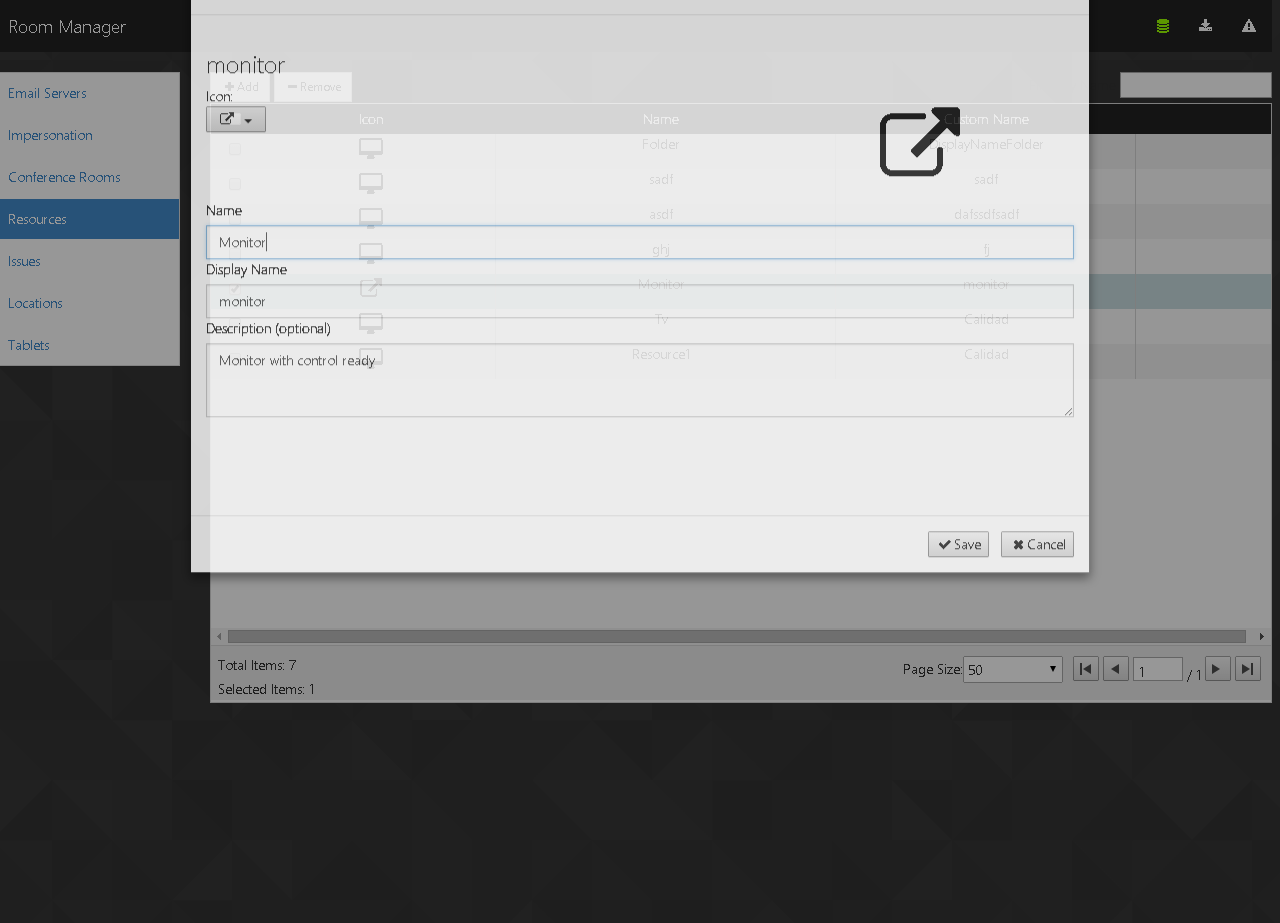 Room Manager
Email Servers
Impersonation
Conference Rooms
Resources
Issues
Locations
Tablets
monitor
Add Remove
Icon:
Icon Name Custom Name
Folder DisplayNameFolder
sadf sadf
Name
asdf dafssdfsadf
Monitor
ghj fj
Display Name
Monitor monitor
monitor
Tv Calidad
Description (optional)
Resource1 Calidad
Monitor with control ready
Save Cancel
Total Items: 7
Page Size: 50 1 / 1
Selected Items: 1